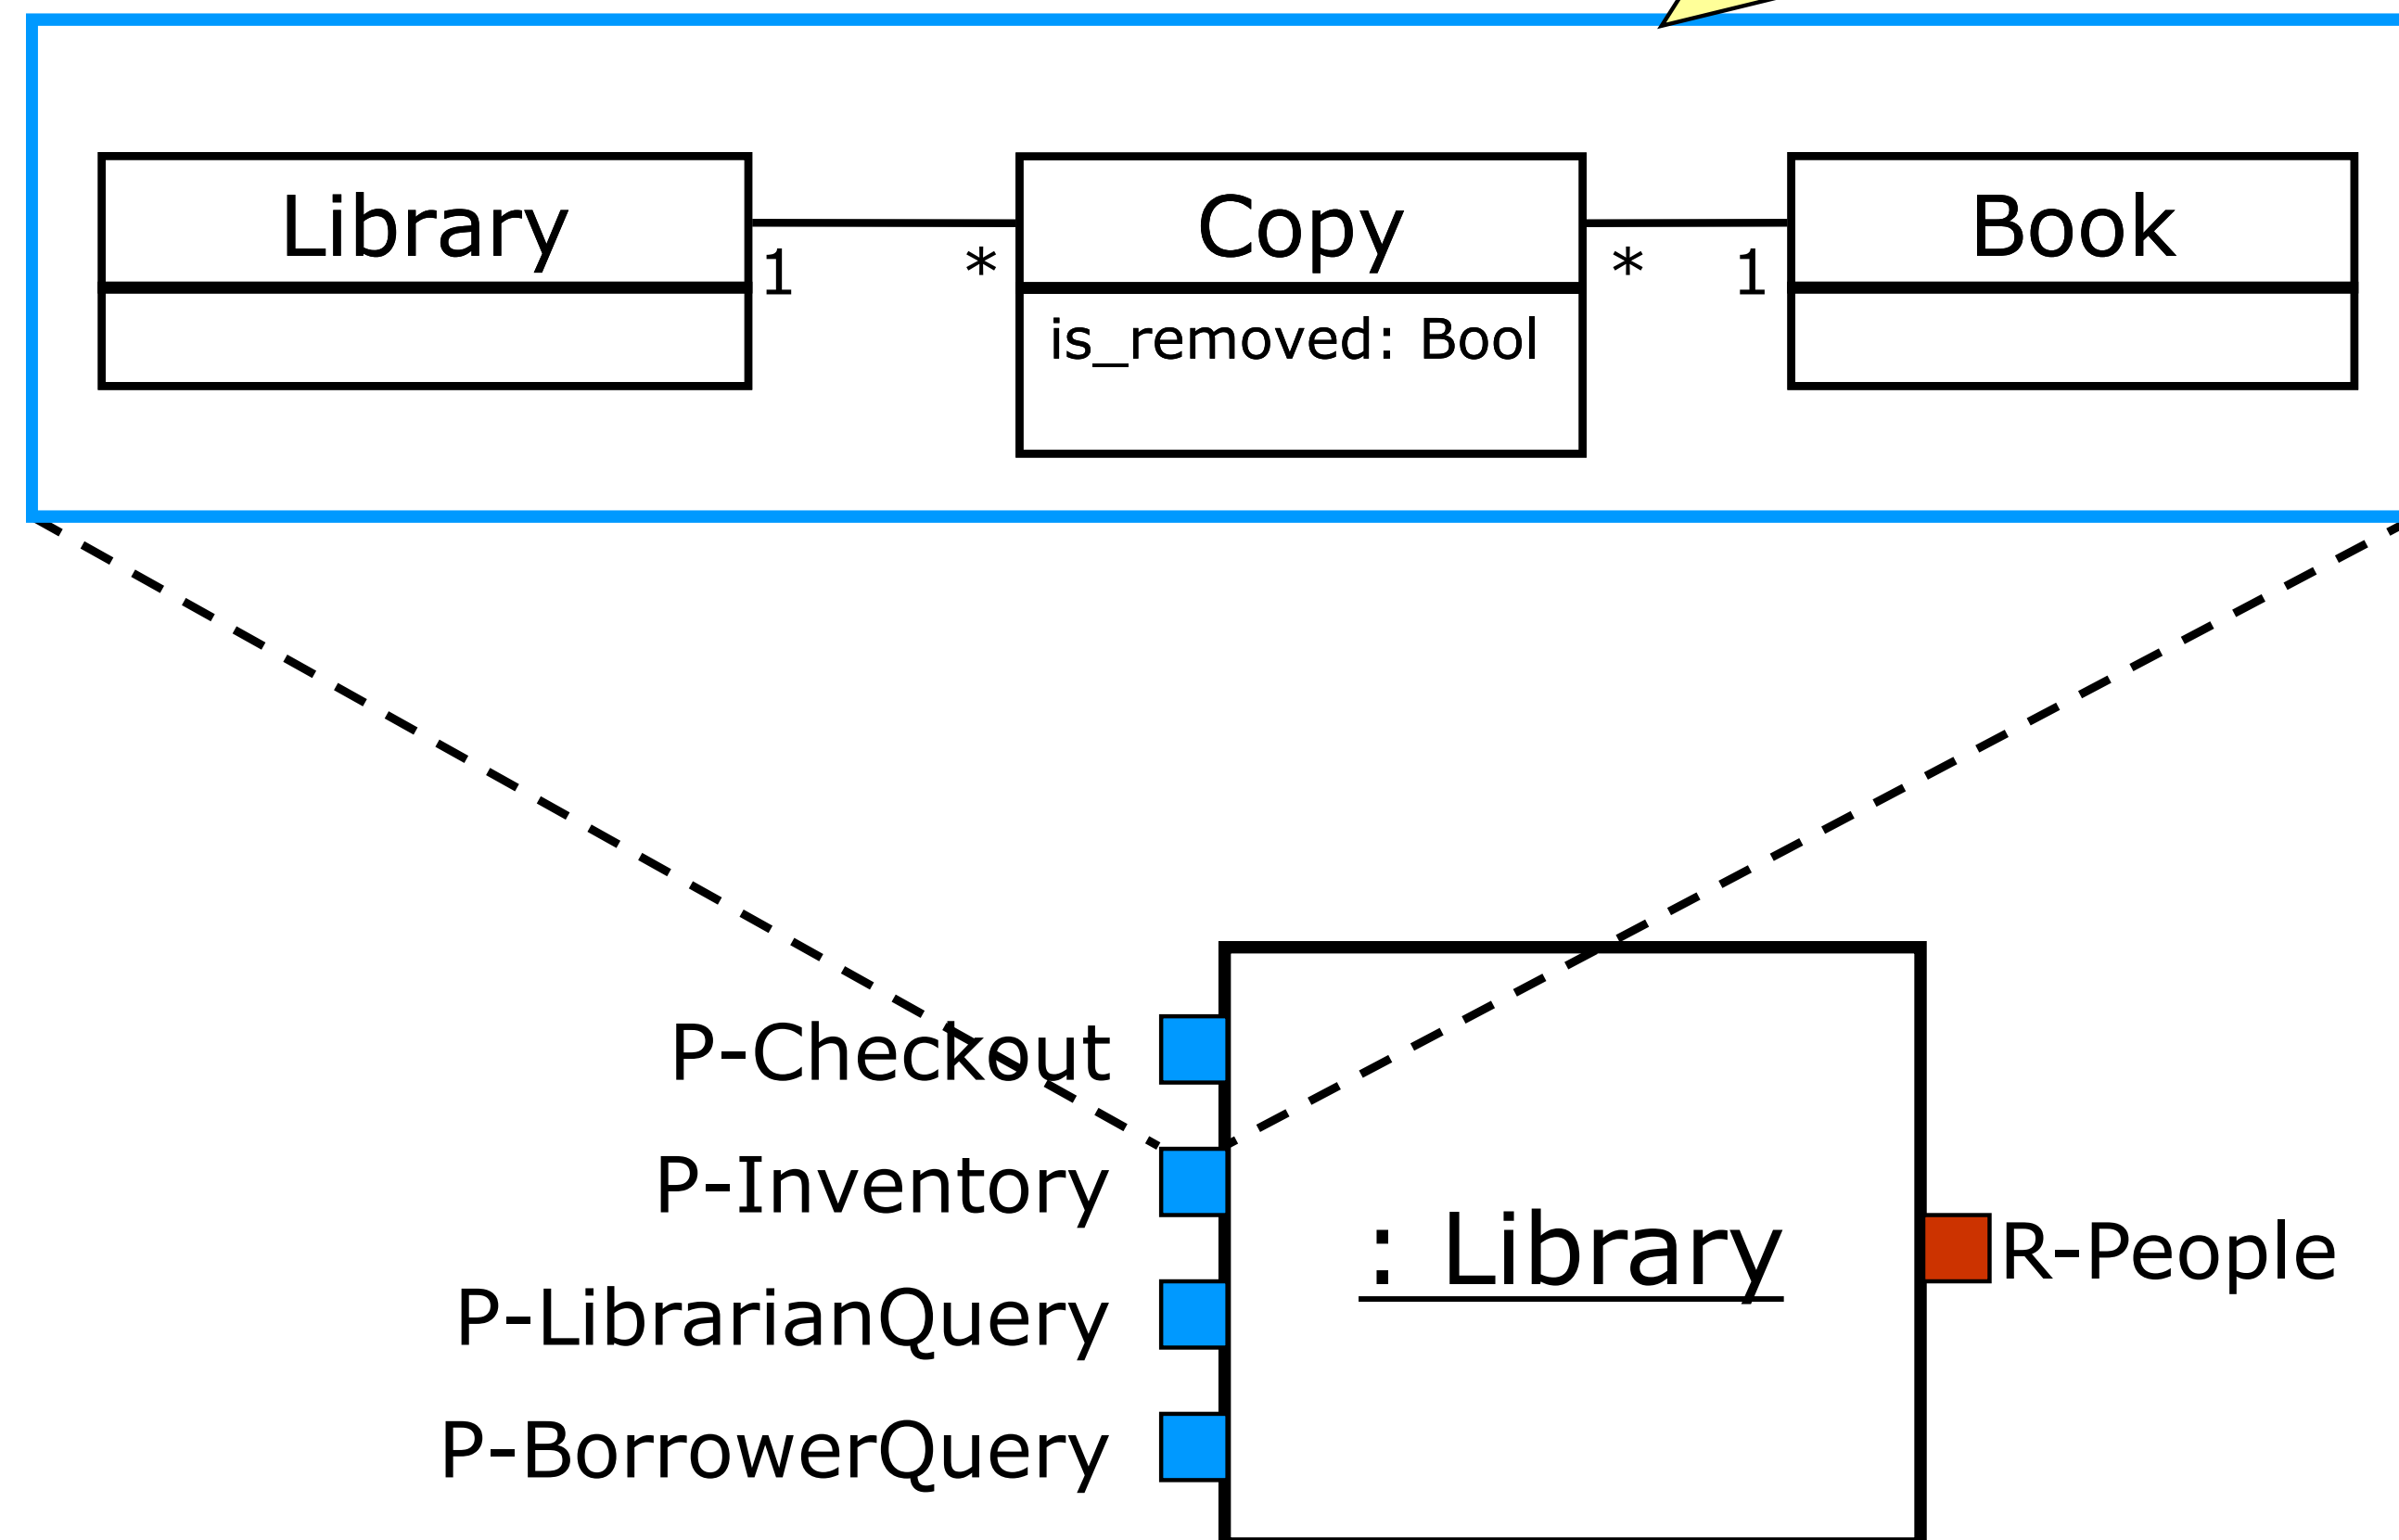 Library
Copy
Book
1
*
*
1
is_removed: Bool
P-Checkout
P-Inventory
: Library
R-People
P-LibrarianQuery
P-BorrowerQuery